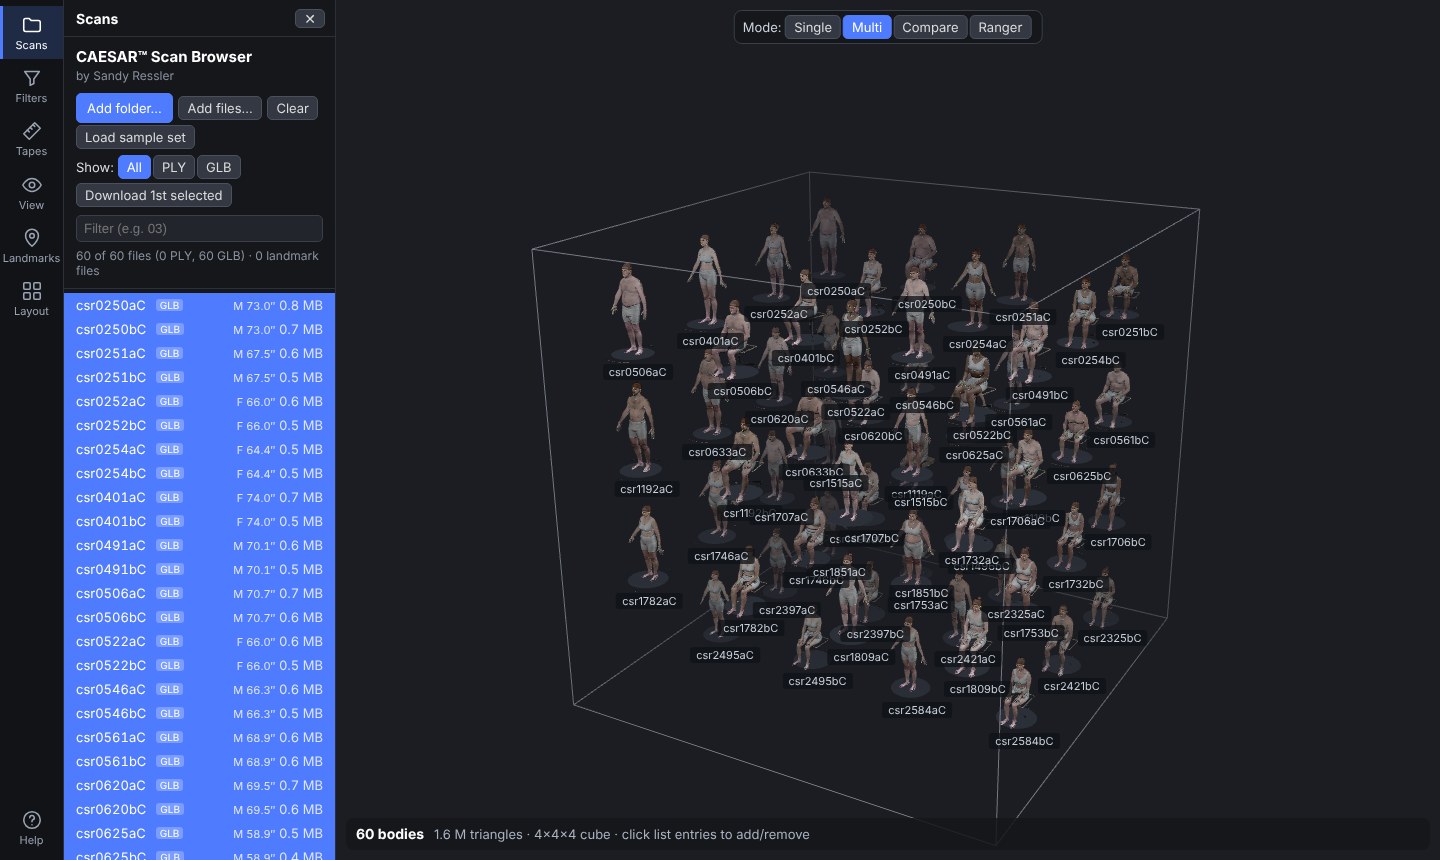 Scans
Filters
Tapes
View
Landmarks
Layout
Help
Scans
CAESAR™ Scan Browser
by Sandy Ressler
Add folder... Add files... Clear
Load sample set
Show: All PLY GLB
Download 1st selected
Filter (e.g. 03)
60 of 60 files (0 PLY, 60 GLB) · 0 landmark
files
csr0250aC GLB M 73.0" 0.8 MB
csr0250bC GLB M 73.0" 0.7 MB
csr0251aC GLB M 67.5" 0.6 MB
csr0251bC GLB M 67.5" 0.5 MB
csr0252aC GLB F 66.0" 0.6 MB
csr0252bC GLB F 66.0" 0.5 MB
csr0254aC GLB F 64.4" 0.5 MB
csr0254bC GLB F 64.4" 0.5 MB
csr0401aC GLB F 74.0" 0.7 MB
csr0401bC GLB F 74.0" 0.5 MB
csr0491aC GLB M 70.1" 0.6 MB
csr0491bC GLB M 70.1" 0.5 MB
csr0506aC GLB M 70.7" 0.7 MB
csr0506bC GLB M 70.7" 0.6 MB
csr0522aC GLB F 66.0" 0.6 MB
csr0522bC GLB F 66.0" 0.5 MB
csr0546aC GLB M 66.3" 0.6 MB
csr0546bC GLB M 66.3" 0.5 MB
csr0561aC GLB M 68.9" 0.6 MB
csr0561bC GLB M 68.9" 0.6 MB
csr0620aC GLB M 69.5" 0.7 MB
csr0620bC GLB M 69.5" 0.6 MB
csr0625aC GLB M 58.9" 0.5 MB
csr0625bC GLB M 58.9" 0.4 MB
Mode: Single Multi Compare Ranger
csr0250aC
csr0250bC
csr0252aC
csr0251aC
csr0252bC
csr0251bC
csr0401aC
csr0254aC
csr0401bC
csr0254bC
csr0506aC
csr0491aC
csr0506bC
csr0546aC
csr0491bC
csr0546bC
csr0522aC
csr0620aC
csr0561aC
csr0620bC
csr0522bC
csr0561bC
csr0633aC
csr0625aC
csr0633bC
csr0625bC
csr1515aC
csr1192aC
csr1515bC
csr1707aC
csr1706aC
csr1707bC
csr1706bC
csr1746aC
csr1732aC
csr1851aC
csr1732bC
csr1851bC
csr1782aC
csr1753aC
csr2397aC
csr2325aC
csr1782bC
csr2397bC
csr1753bC
csr2325bC
csr2495aC
csr1809aC
csr2421aC
csr2495bC
csr1809bC
csr2421bC
csr2584aC
csr2584bC
60 bodies 1.6 M triangles · 4×4×4 cube · click list entries to add/remove